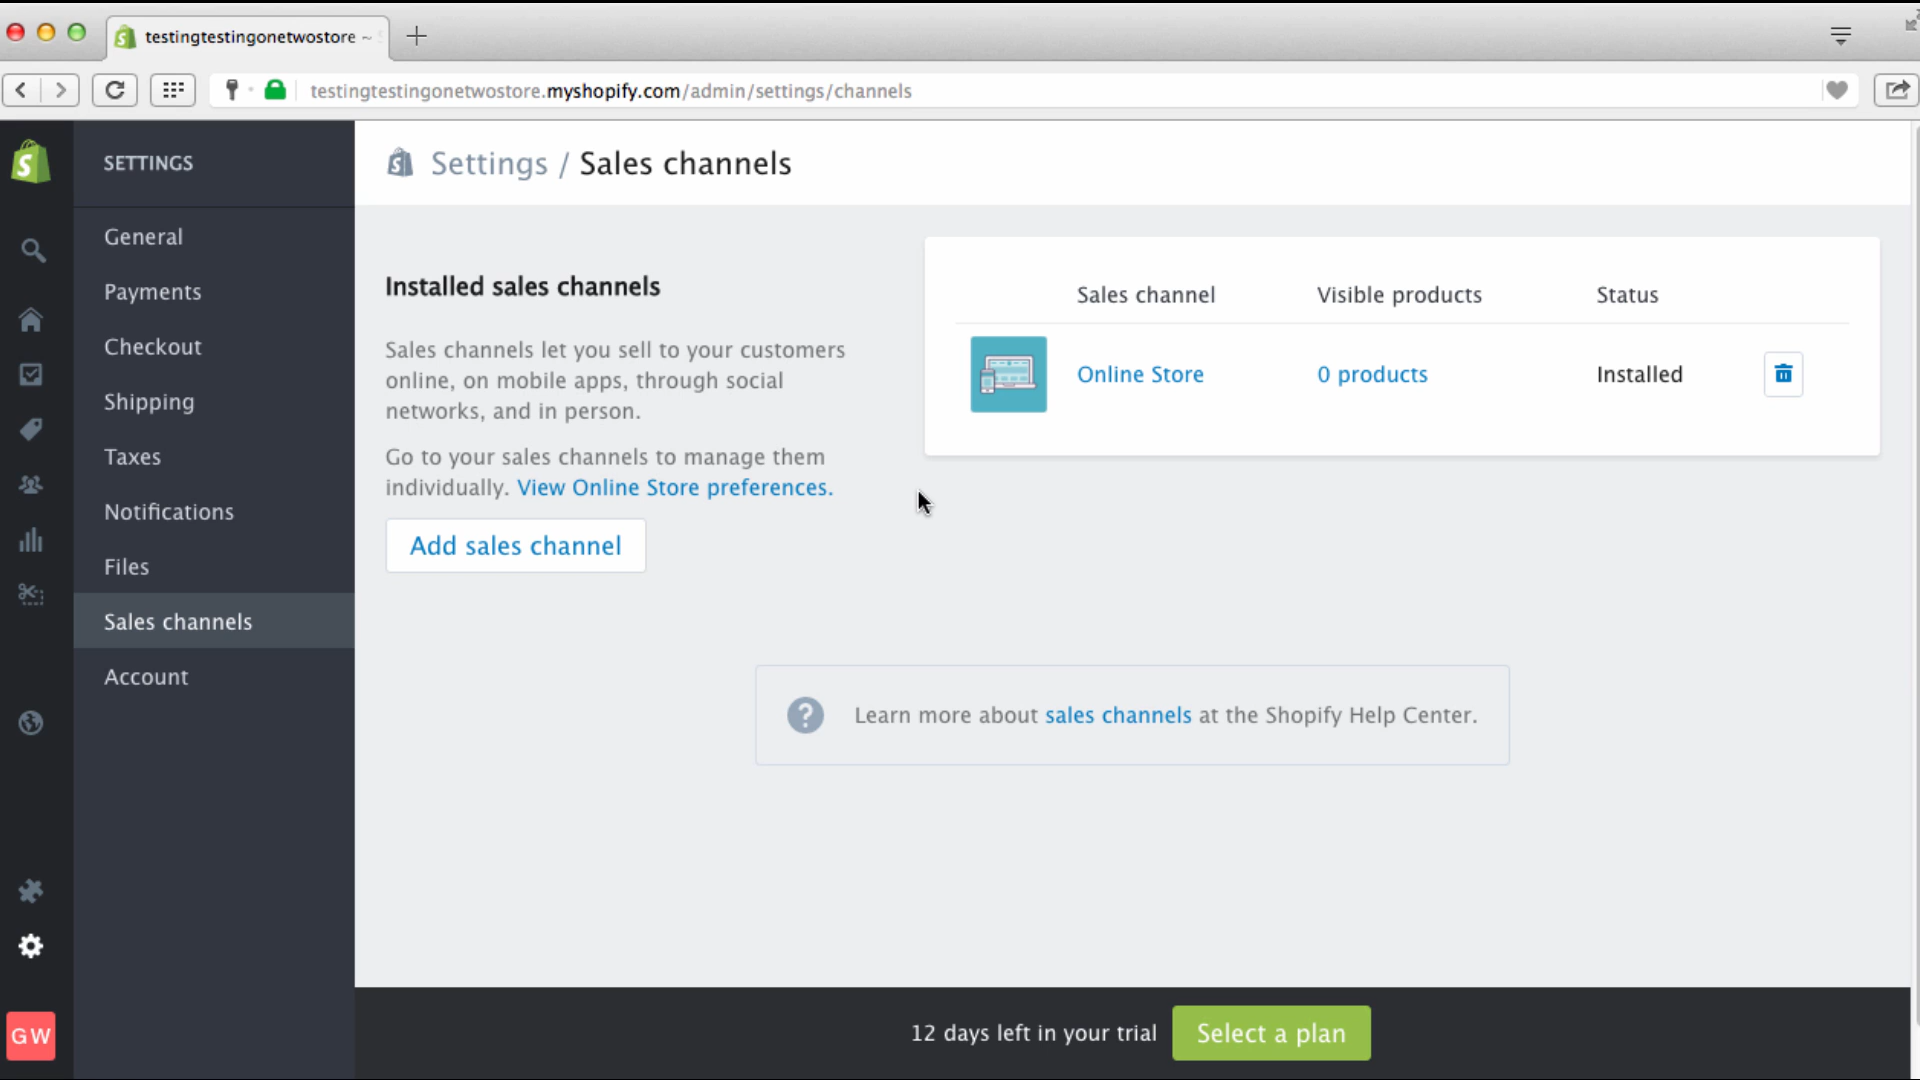 testingtestingonetwostore ~
testingtestingonetwostore.myshopify.com/admin/settings/channels
SETTINGS
General
Payments
Checkout
Shipping
Taxes
Notifications
Files
Sales channels
Account
GW
Settings / Sales channels
Installed sales channels
Sales channels let you sell to your customers
online, on mobile apps, through social
networks, and in person.
Go to your sales channels to manage them
individually. View Online Store preferences.
Add sales channel
Sales channel Visible products Status
Online Store 0 products Installed
? Learn more about sales channels at the Shopify Help Center.
12 days left in your trial Select a plan